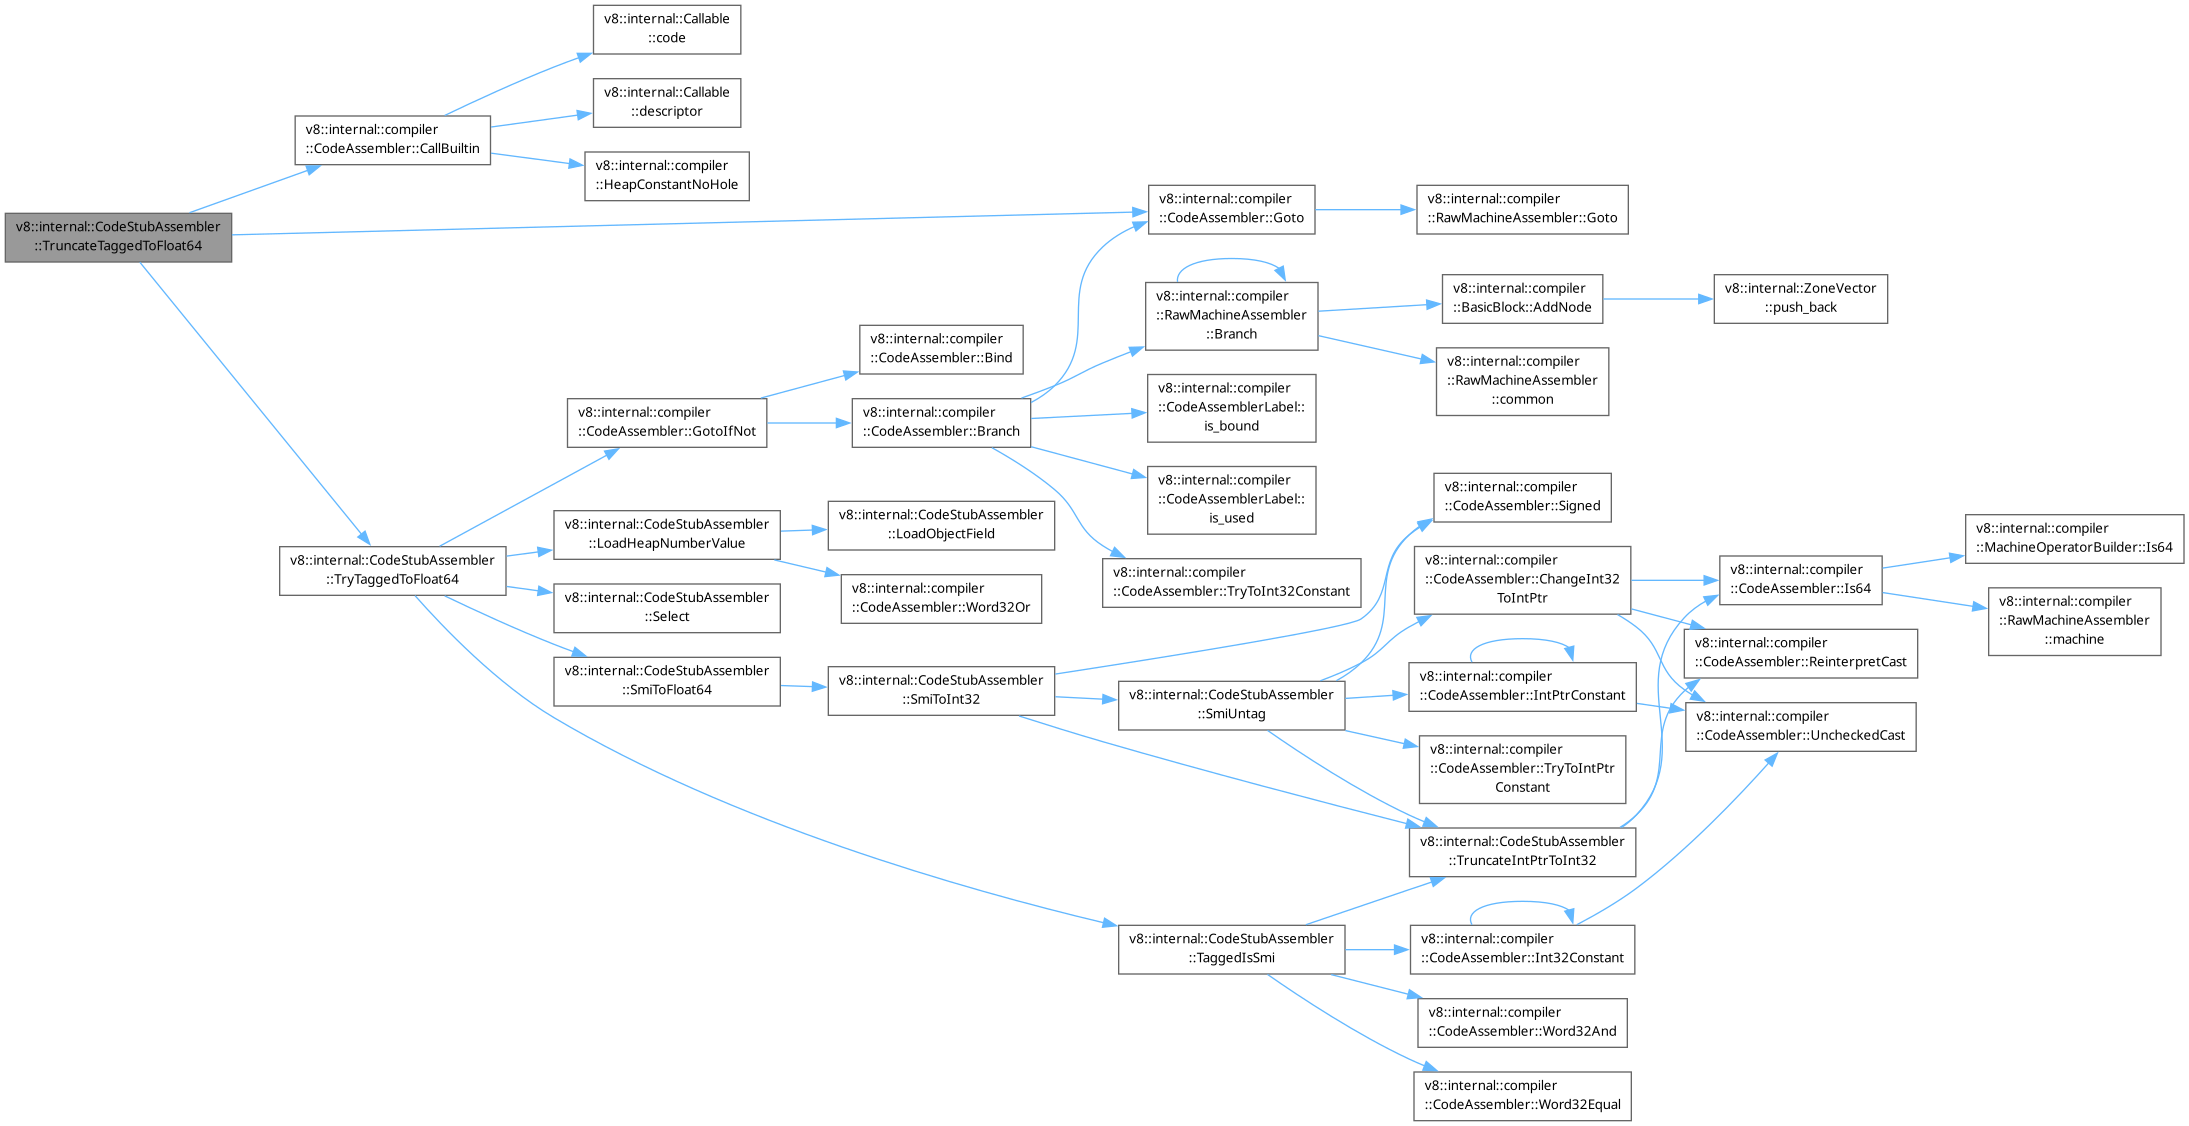 v8::internal::Callable
::code
v8::internal::Callable
::descriptor
v8::internal::compiler
::CodeAssembler::CallBuiltin
v8::internal::compiler
::HeapConstantNoHole
v8::internal::CodeStubAssembler
::TruncateTaggedToFloat64
v8::internal::compiler
::CodeAssembler::Goto
v8::internal::compiler
::RawMachineAssembler::Goto
v8::internal::compiler
::RawMachineAssembler
::Branch
v8::internal::compiler
::BasicBlock::AddNode
v8::internal::ZoneVector
::push_back
v8::internal::compiler
::CodeAssembler::Bind
v8::internal::compiler
::RawMachineAssembler
::common
v8::internal::compiler
::CodeAssembler::GotoIfNot
v8::internal::compiler
::CodeAssembler::Branch
v8::internal::compiler
::CodeAssemblerLabel::
is_bound
v8::internal::compiler
::CodeAssemblerLabel::
is_used
v8::internal::compiler
::CodeAssembler::Signed
v8::internal::CodeStubAssembler
::LoadHeapNumberValue
v8::internal::CodeStubAssembler
::LoadObjectField
v8::internal::compiler
::MachineOperatorBuilder::Is64
v8::internal::CodeStubAssembler
::TryTaggedToFloat64
v8::internal::compiler
::CodeAssembler::TryToInt32Constant
v8::internal::compiler
::CodeAssembler::ChangeInt32
ToIntPtr
v8::internal::compiler
::CodeAssembler::Is64
v8::internal::CodeStubAssembler
::Select
v8::internal::compiler
::CodeAssembler::Word32Or
v8::internal::compiler
::RawMachineAssembler
::machine
v8::internal::compiler
::CodeAssembler::ReinterpretCast
v8::internal::CodeStubAssembler
::SmiToFloat64
v8::internal::CodeStubAssembler
::SmiToInt32
v8::internal::CodeStubAssembler
::SmiUntag
v8::internal::compiler
::CodeAssembler::IntPtrConstant
v8::internal::compiler
::CodeAssembler::UncheckedCast
v8::internal::compiler
::CodeAssembler::TryToIntPtr
Constant
v8::internal::CodeStubAssembler
::TruncateIntPtrToInt32
v8::internal::CodeStubAssembler
::TaggedIsSmi
v8::internal::compiler
::CodeAssembler::Int32Constant
v8::internal::compiler
::CodeAssembler::Word32And
v8::internal::compiler
::CodeAssembler::Word32Equal